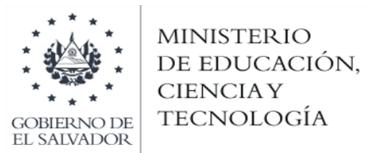 GOBIERNO DE
EL SALVADOR
MINISTERIO
DE EDUCACIÓN,
CIENCIA Y
TECNOLOGÍA